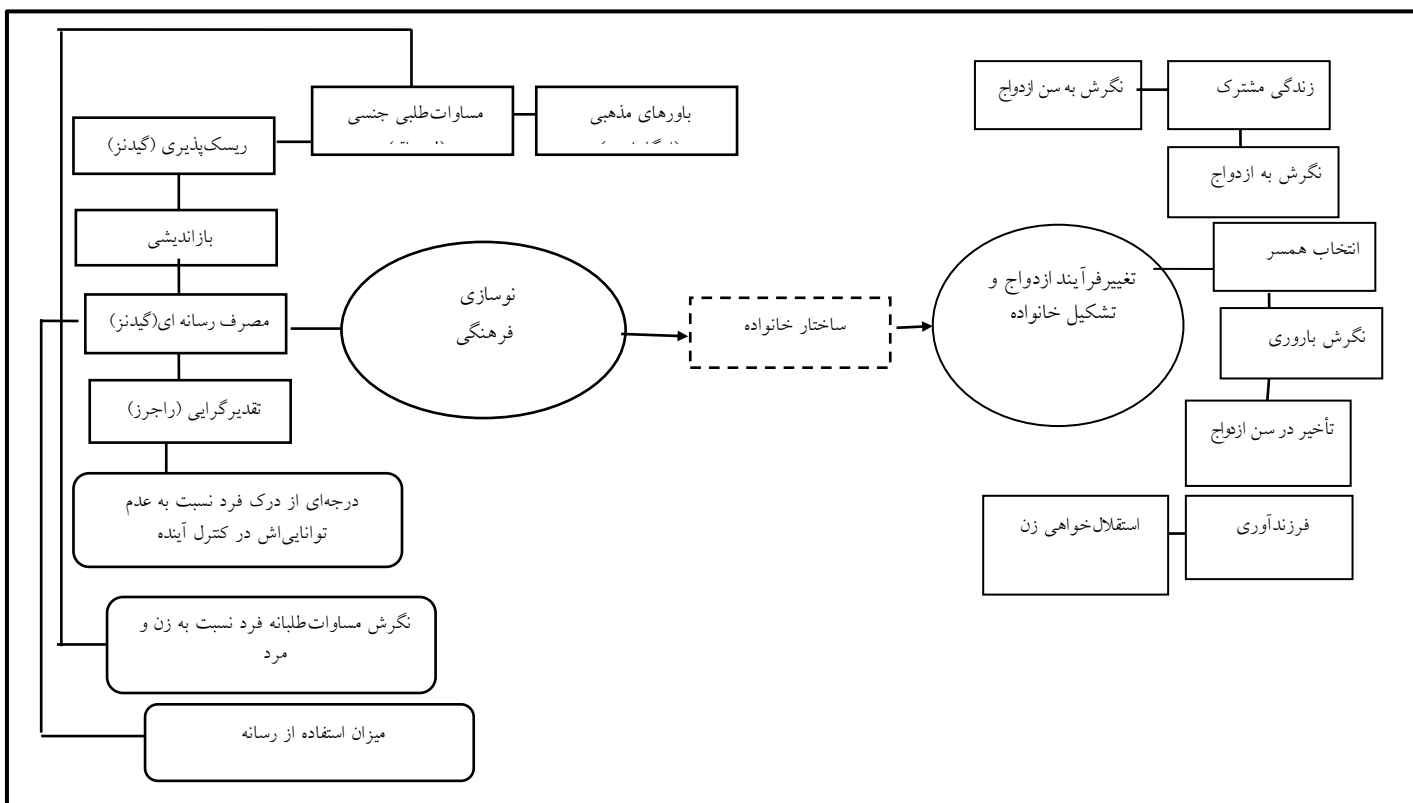 زندگی مشترک
نگرش به سن ازدواج
باورهای مذهبی
مساوات‌طلبی جنسی
ریسک‌پذیری (گیدنز)
نگرش به ازدواج
بازاندیشی
انتخاب همسر
تغییرفرآیند ازدواج و
تشکیل خانواده
ساختار خانواده
نوسازی
فرهنگی
مصرف رسانه ای(گیدنز)
نگرش باروری
تقدیرگرایی (راجرز)
تأخیر در سن ازدواج
درجه‌ای از درک فرد نسبت به عدم
توانایی‌اش در کنترل آینده
فرزندآوری
استقلال‌خواهی زن
نگرش مساوات‌طلبانه فرد نسبت به زن و
مرد
میزان استفاده از رسانه